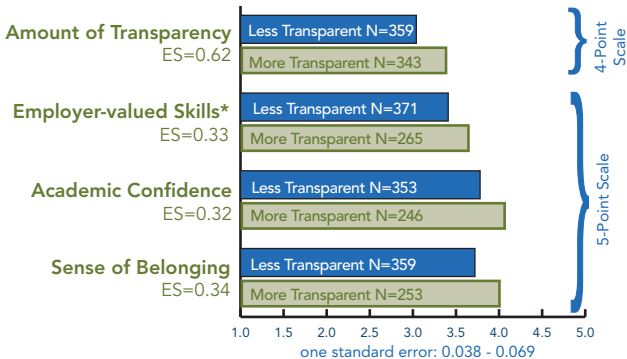 Amount of Transparency
ES=0.62
Less Transparent N=359
More Transparent N=343
4-Point
Scale
Employer-valued Skills*
ES=0.33
Less Transparent N=371
More Transparent N=265
Academic Confidence
ES=0.32
Less Transparent N=353
More Transparent N=246
5-Point Scale
Sense of Belonging
ES=0.34
Less Transparent N=359
More Transparent N=253
1.0 1.5 2.0 2.5 3.0 3.5 4.0 4.5 5.0
one standard error: 0.038 - 0.069